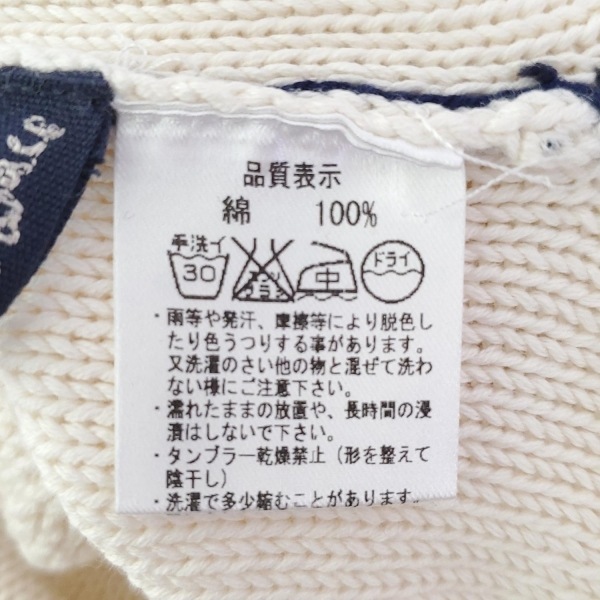 品質表示
綿 100%
手洗イ
30 エンソサラシ 中 ドライ
・雨等や発汗、摩擦等により脱色し
たり色うつりする事があります。
又洗濯のさい他の物と混ぜて洗わ
ない様にご注意下さい。
・濡れたままの放置や、長時間の浸
漬はしないで下さい。
・タンブラー乾燥禁止（形を整えて
陰干し）
・洗濯で多少縮むことがあります。